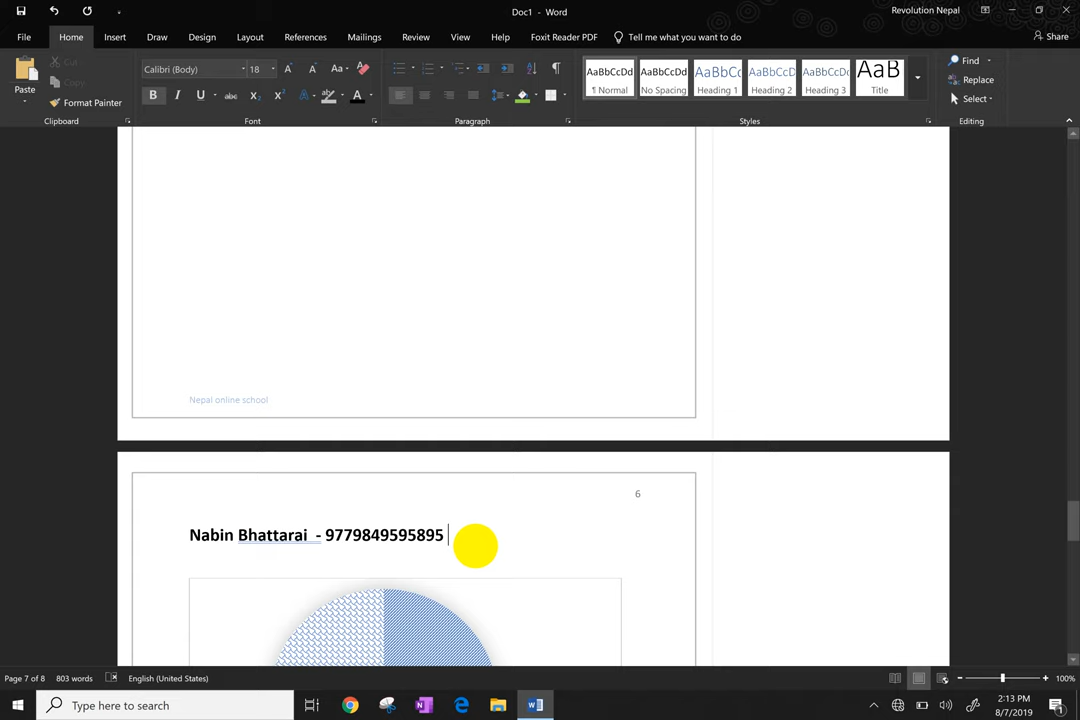 Doc1 - Word
Revolution Nepal
File Home Insert Draw Design Layout References Mailings Review View Help Foxit Reader PDF Tell me what you want to do Share
Paste
Cut
Copy
Format Painter
Clipboard
Calibri (Body) 18
Font
Paragraph
AaBbCcDd AaBbCcDd AaBbCc AaBbCcDd AaBbCcDc AaB
¶ Normal No Spacing Heading 1 Heading 2 Heading 3 Title
Styles
Find
Replace
Select
Editing
Nepal online school
6
Nabin Bhattarai - 9779849595895
Page 7 of 8 803 words English (United States) 100%
Type here to search
2:13 PM
8/7/2019